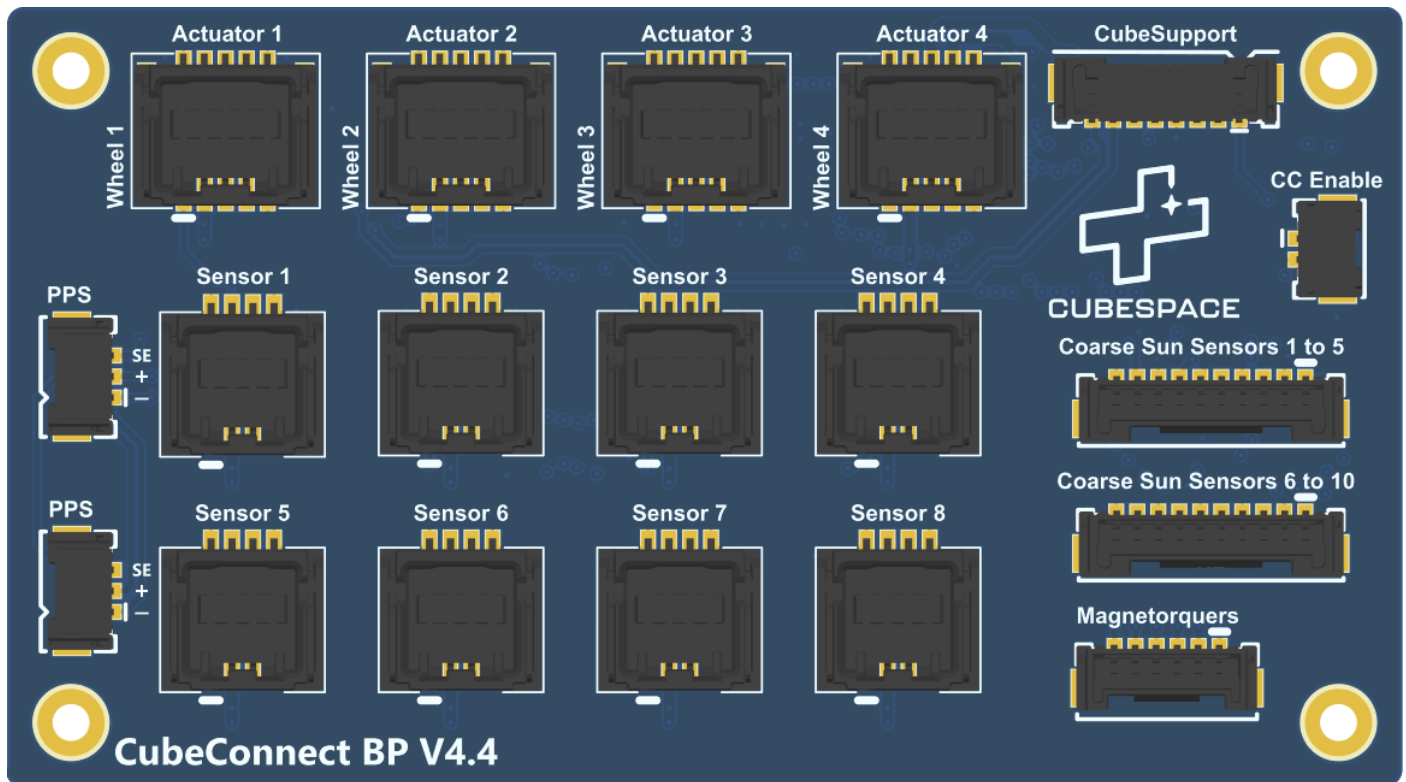 Actuator 1
Actuator 2
Actuator 3
Actuator 4
CubeSupport
Wheel 1
Wheel 2
Wheel 3
Wheel 4
CC Enable
CUBESPACE
PPS
SE
+
–
Sensor 1
Sensor 2
Sensor 3
Sensor 4
Coarse Sun Sensors 1 to 5
Coarse Sun Sensors 6 to 10
PPS
SE
+
–
Sensor 5
Sensor 6
Sensor 7
Sensor 8
Magnetorquers
CubeConnect BP V4.4